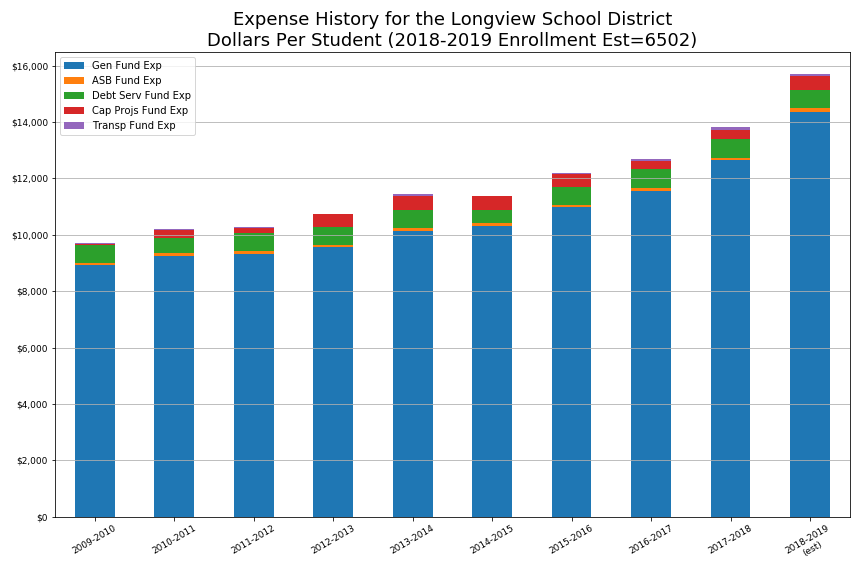 Expense History for the Longview School District
Dollars Per Student (2018-2019 Enrollment Est=6502)
$16,000
$14,000
$12,000
$10,000
$8,000
$6,000
$4,000
$2,000
$0
Gen Fund Exp
ASB Fund Exp
Debt Serv Fund Exp
Cap Projs Fund Exp
Transp Fund Exp
2009-2010
2010-2011
2011-2012
2012-2013
2013-2014
2014-2015
2015-2016
2016-2017
2017-2018
2018-2019
(est)